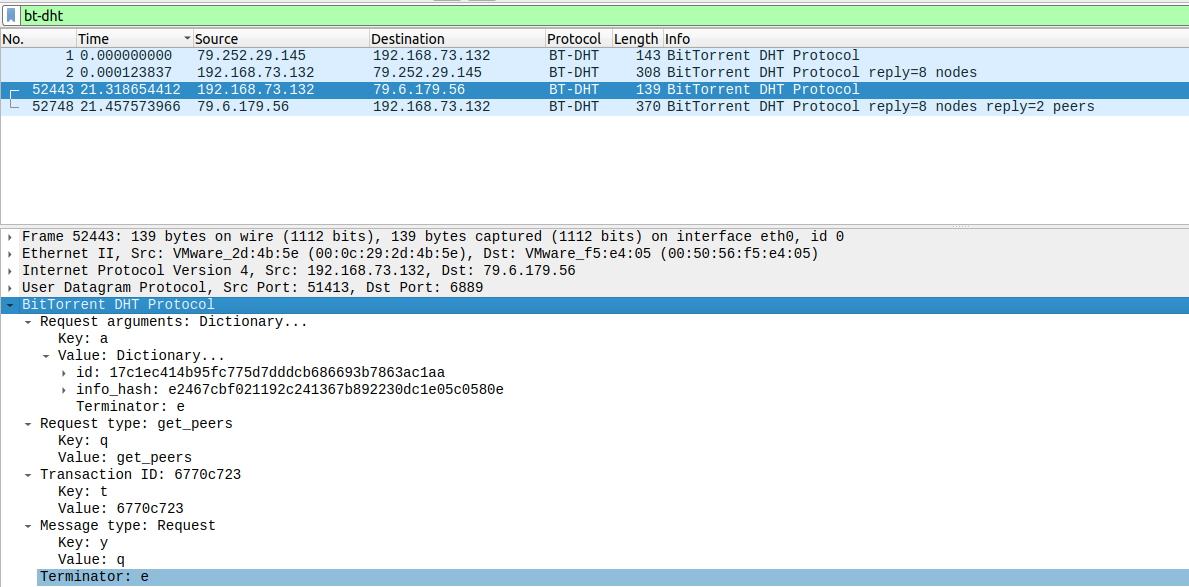 bt-dht
No. Time Source Destination Protocol Length Info
1 0.000000000 79.252.29.145 192.168.73.132 BT-DHT 143 BitTorrent DHT Protocol
2 0.000123837 192.168.73.132 79.252.29.145 BT-DHT 308 BitTorrent DHT Protocol reply=8 nodes
52443 21.318654412 192.168.73.132 79.6.179.56 BT-DHT 139 BitTorrent DHT Protocol
52748 21.457573966 79.6.179.56 192.168.73.132 BT-DHT 370 BitTorrent DHT Protocol reply=8 nodes reply=2 peers
Frame 52443: 139 bytes on wire (1112 bits), 139 bytes captured (1112 bits) on interface eth0, id 0
Ethernet II, Src: VMware_2d:4b:5e (00:0c:29:2d:4b:5e), Dst: VMware_f5:e4:05 (00:50:56:f5:e4:05)
Internet Protocol Version 4, Src: 192.168.73.132, Dst: 79.6.179.56
User Datagram Protocol, Src Port: 51413, Dst Port: 6889
BitTorrent DHT Protocol
Request arguments: Dictionary...
Key: a
Value: Dictionary...
id: 17c1ec414b95fc775d7dddcb686693b7863ac1aa
info_hash: e2467cbf021192c241367b892230dc1e05c0580e
Terminator: e
Request type: get_peers
Key: q
Value: get_peers
Transaction ID: 6770c723
Key: t
Value: 6770c723
Message type: Request
Key: y
Value: q
Terminator: e